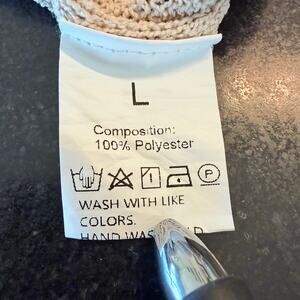 L
Composition:
100% Polyester
P
WASH WITH LIKE
COLORS.
HAND